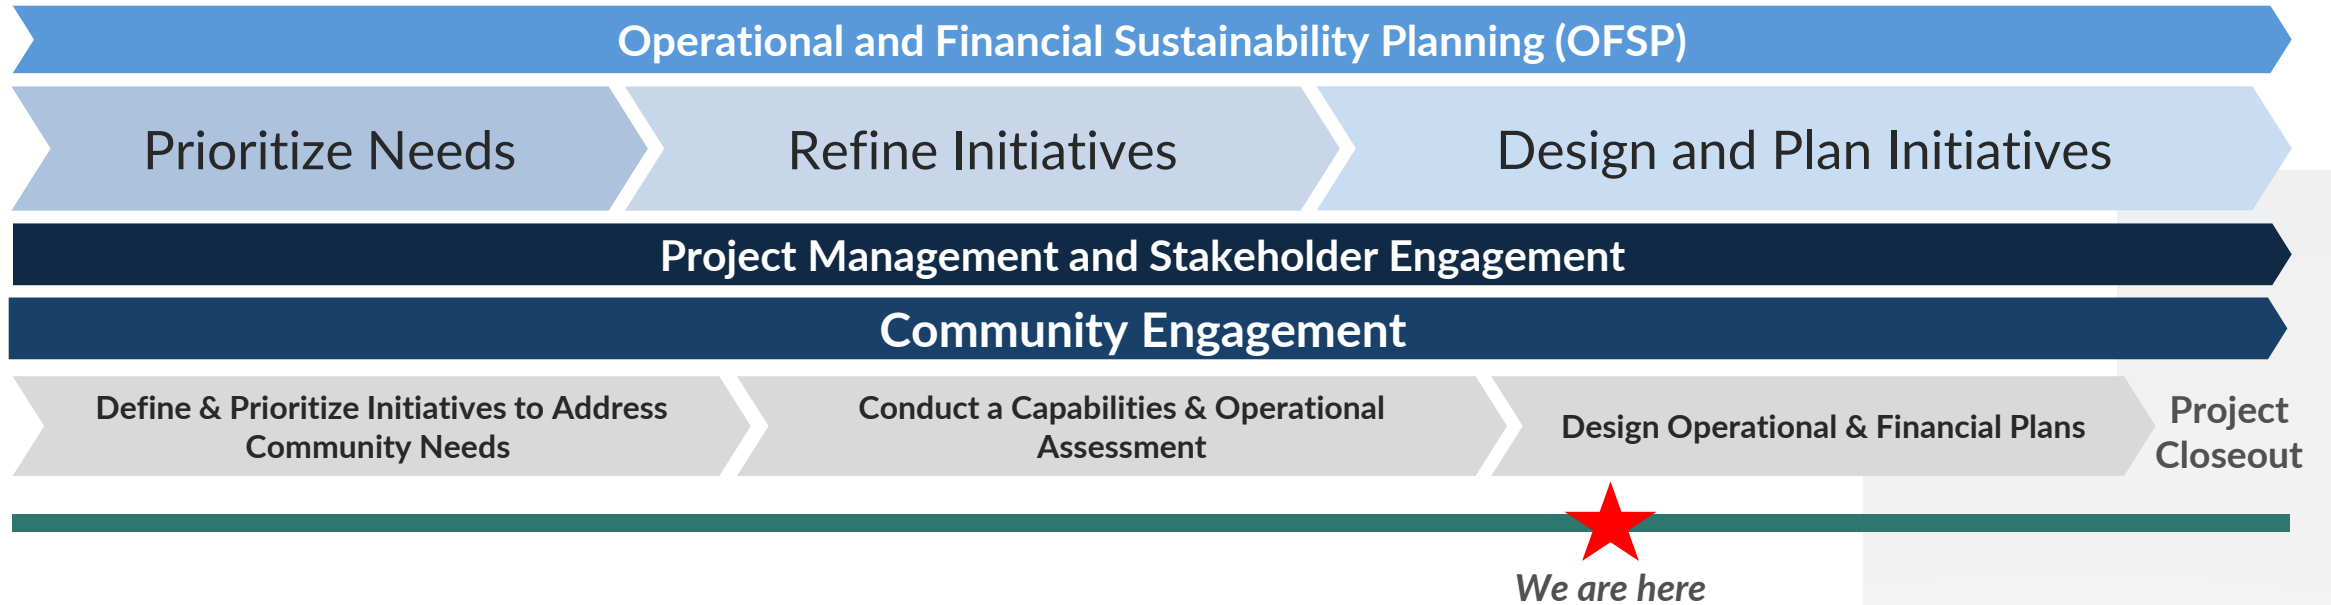 Operational and Financial Sustainability Planning (OFSP)
Prioritize Needs
Refine Initiatives
Design and Plan Initiatives
Project Management and Stakeholder Engagement
Community Engagement
Define & Prioritize Initiatives to Address
Community Needs
Conduct a Capabilities & Operational
Assessment
Design Operational & Financial Plans
Project
Closeout
We are here